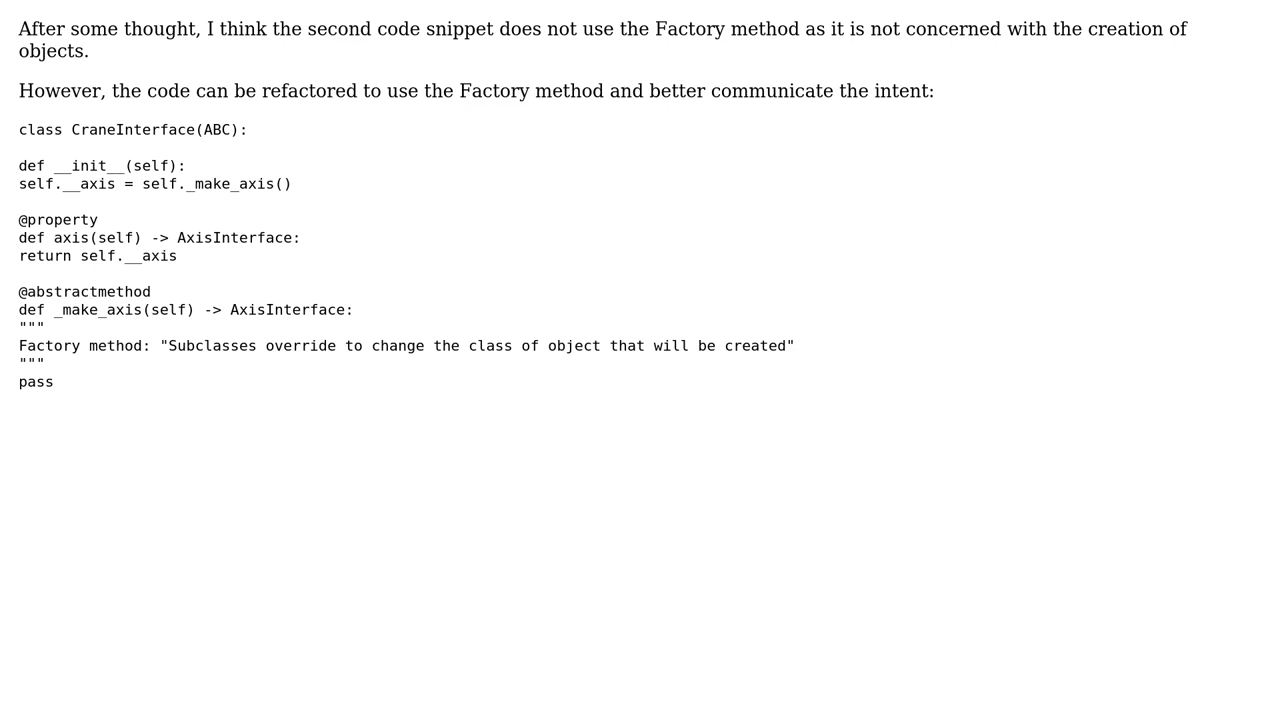 After some thought, I think the second code snippet does not use the Factory method as it is not concerned with the creation of
objects.
However, the code can be refactored to use the Factory method and better communicate the intent:
class CraneInterface(ABC):
def __init__(self):
self.__axis = self._make_axis()
@property
def axis(self) -> AxisInterface:
return self.__axis
@abstractmethod
def _make_axis(self) -> AxisInterface:
"""
Factory method: "Subclasses override to change the class of object that will be created"
"""
pass